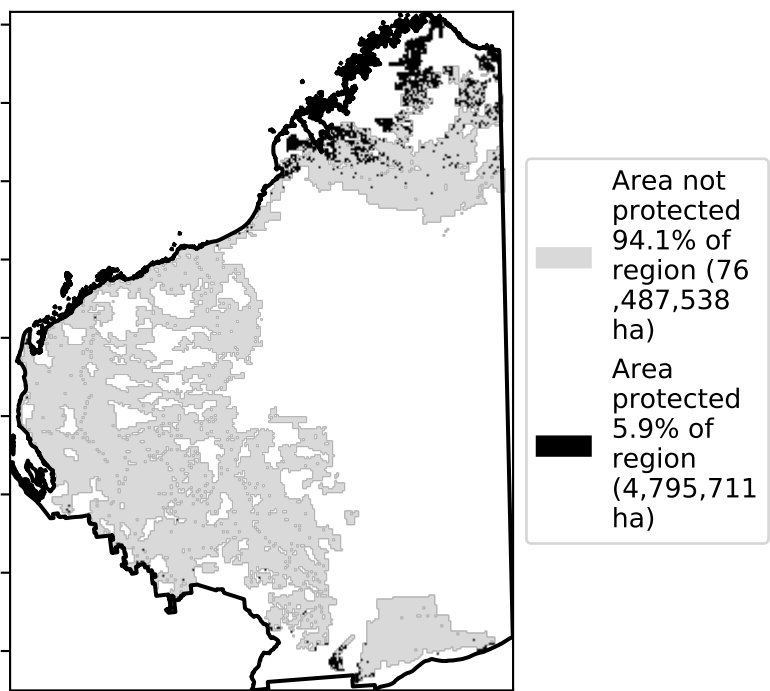 Area not
protected
94.1% of
region (76
,487,538
ha)
Area
protected
5.9% of
region
(4,795,711
ha)